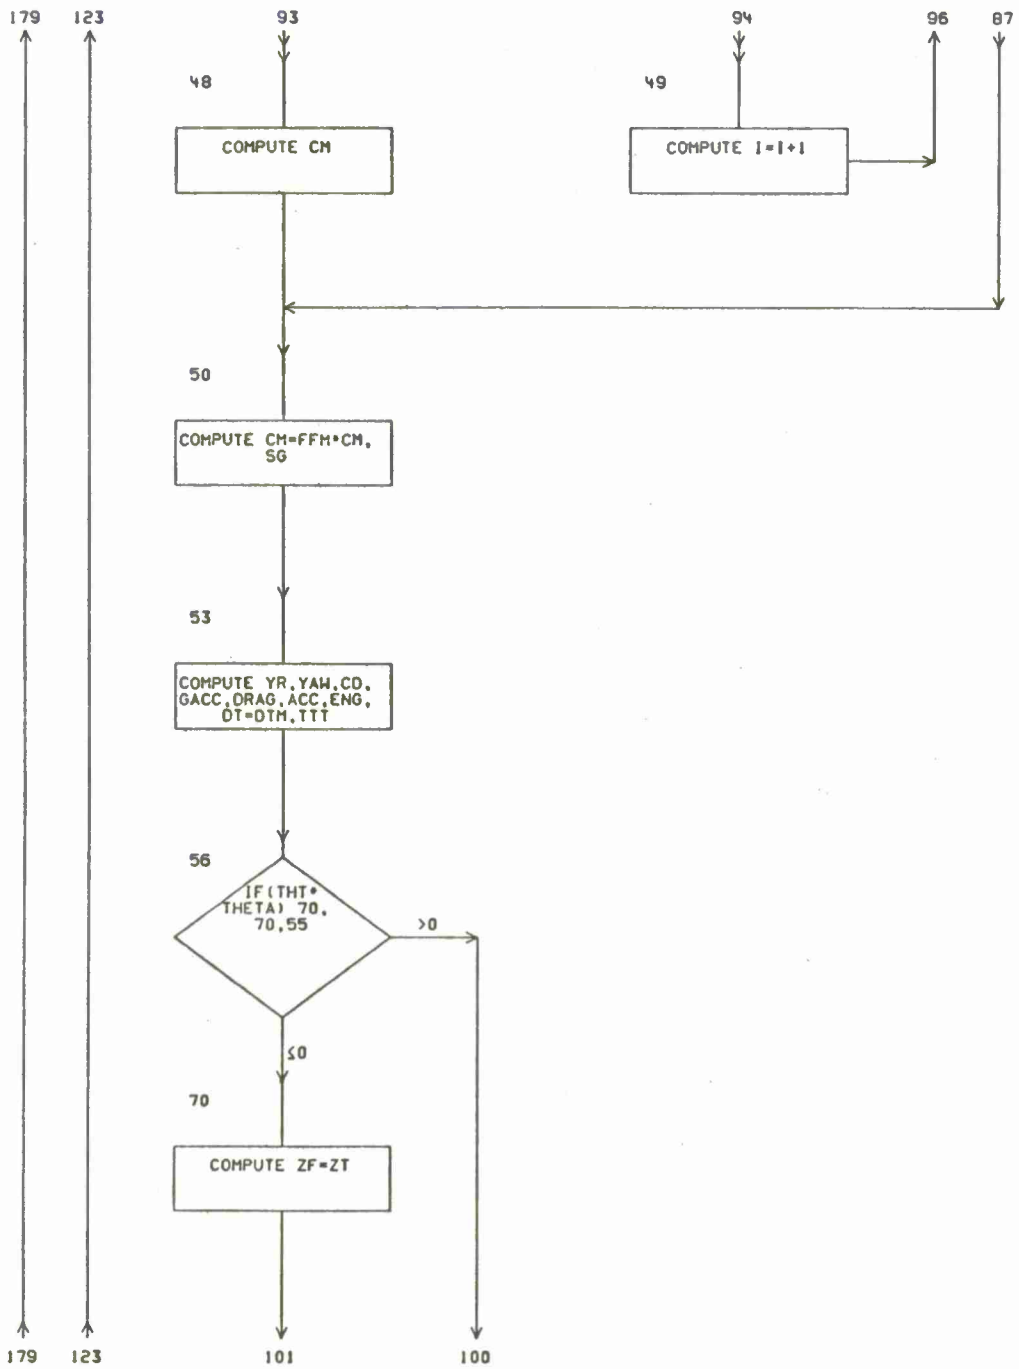 179 123 93 94 96 87
48 49
COMPUTE CM
COMPUTE I=I+1
50
COMPUTE CM=FFM*CM,
SG
53
COMPUTE YR,YAW,CD,
GACC,DRAG,ACC,ENG,
DT=DTM,TTT
56
IF(THT*
THETA) 70,
70,55
>0
≤0
70
COMPUTE ZF=ZT
179 123 101 100